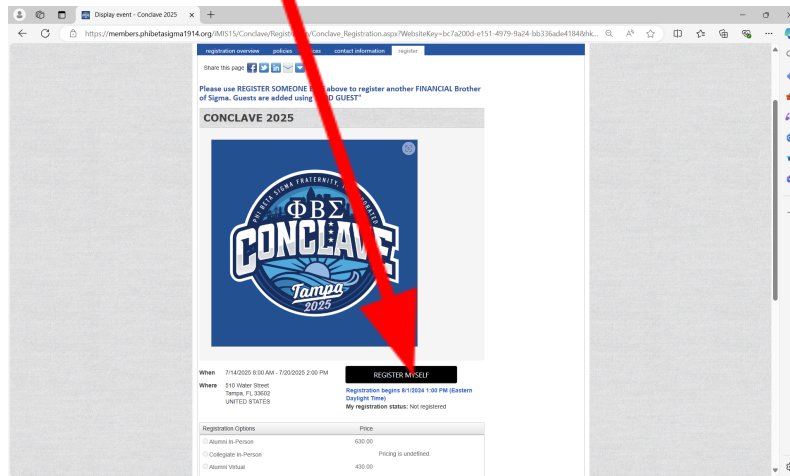 Display event - Conclave 2025
https://members.phibetasigma1914.org/iMIS15/Conclave/Registration/Conclave_Registration.aspx?WebsiteKey=bc7a200d-e151-4979-9a24-bb336ade4184&hk...
registration overview policies contact information register
Share this page
Please use REGISTER SOMEONE above to register another FINANCIAL Brother
of Sigma. Guests are added using GUEST"
CONCLAVE 2025
PHI BETA SIGMA FRATERNITY, INCORPORATED
ΦΒΣ
CONCLAVE
Tampa
2025
When 7/14/2025 8:00 AM - 7/20/2025 2:00 PM
REGISTER MYSELF
Where 510 Water Street
Tampa, FL 33602
UNITED STATES
Registration begins 8/1/2024 1:00 PM (Eastern
Daylight Time)
My registration status: Not registered
Registration Options Price
Alumni In-Person 630.00
Collegiate In-Person Pricing is undefined.
Alumni Virtual 430.00